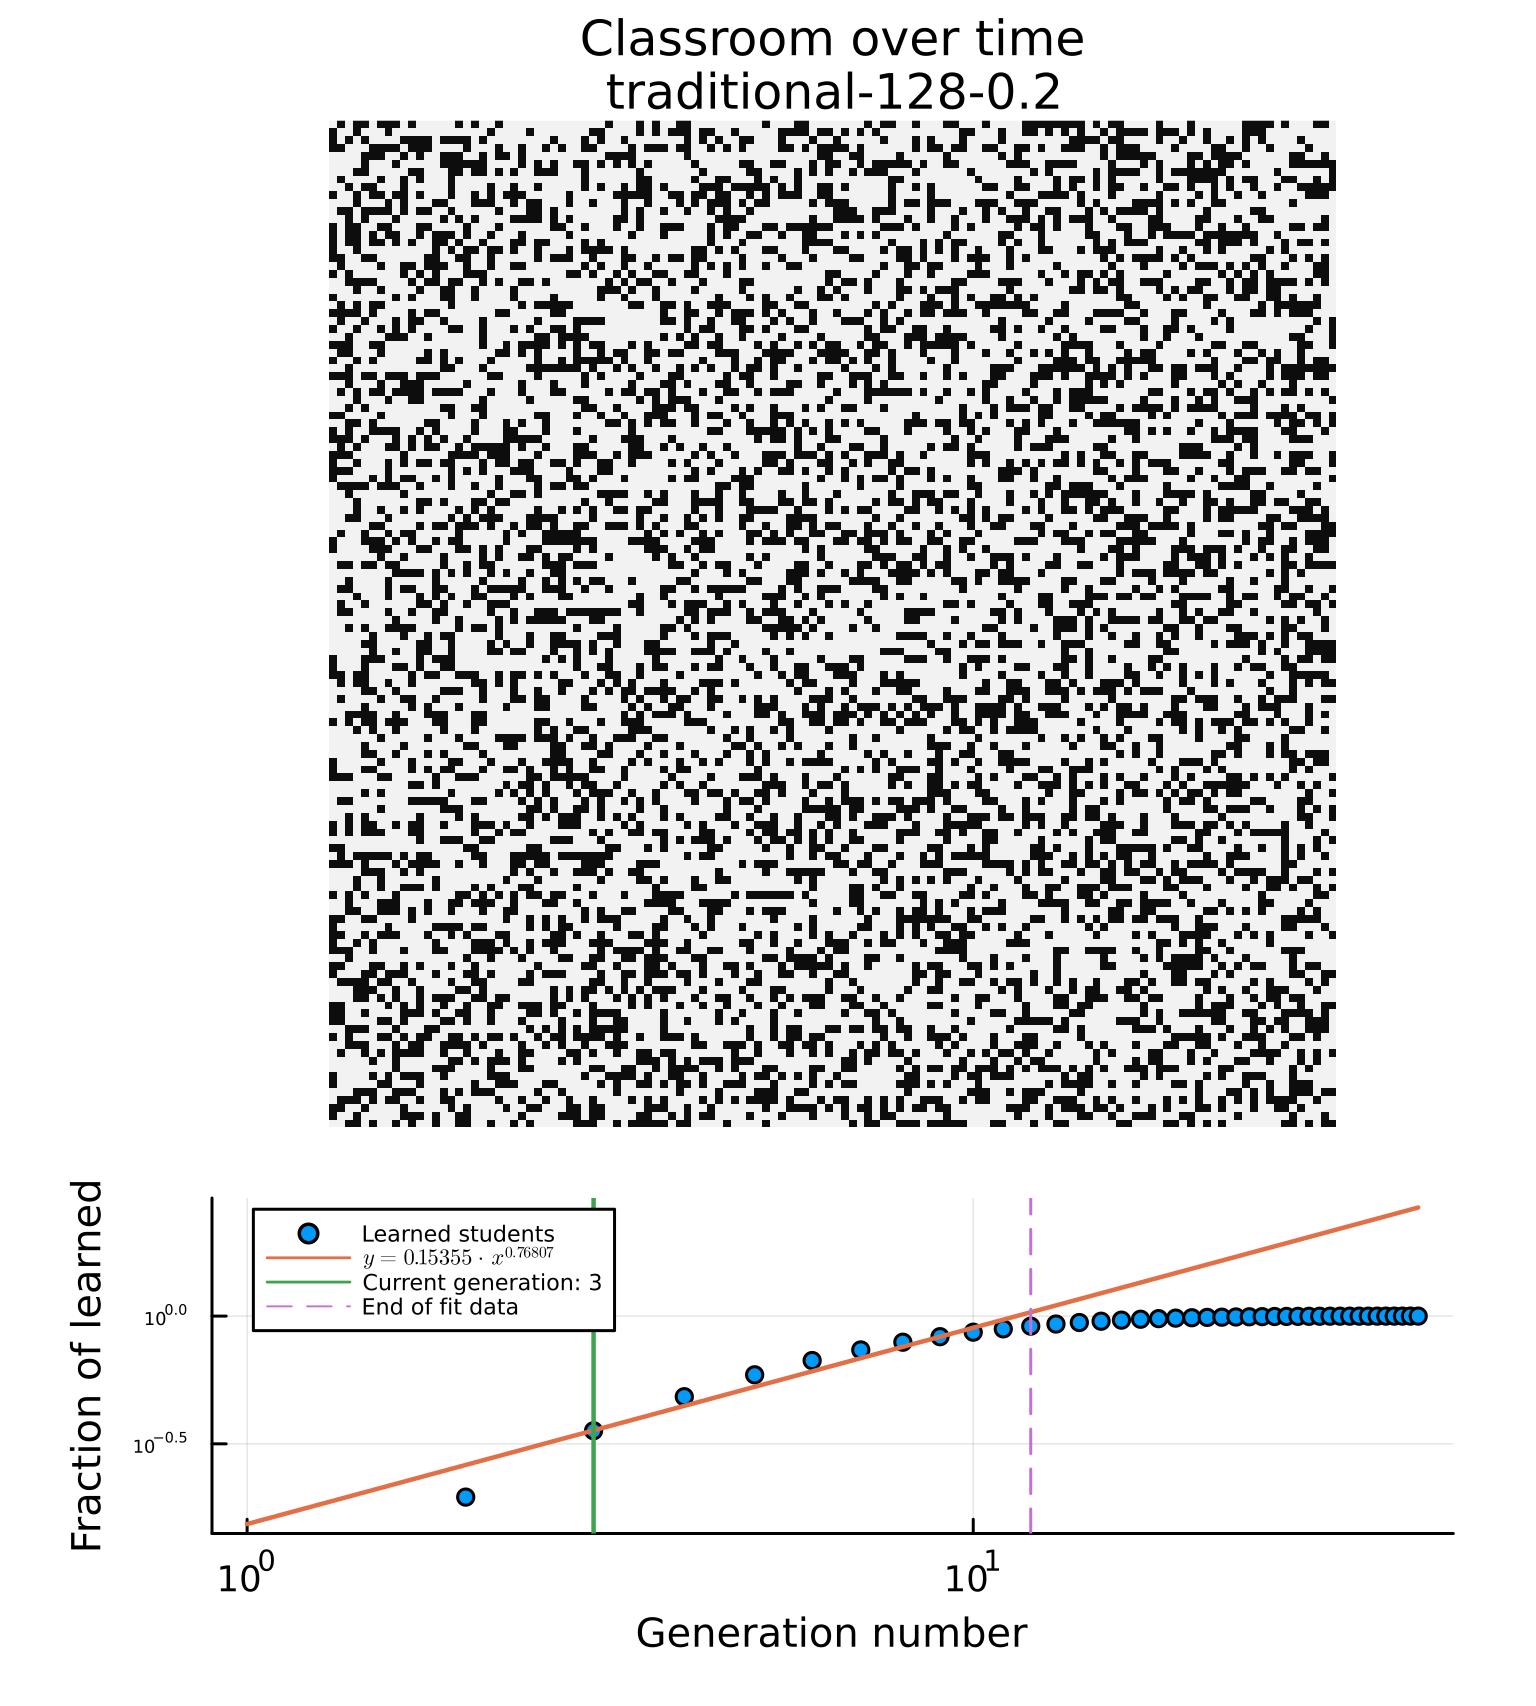 Classroom over time
traditional-128-0.2
Fraction of learned
Learned students
y = 0.15355 · x^0.76807
Current generation: 3
End of fit data
10^0.0
10^−0.5
10^0
10^1
Generation number